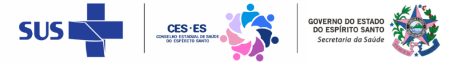 SUS
CES·ES
CONSELHO ESTADUAL DE SAÚDE
DO ESPÍRITO SANTO
GOVERNO DO ESTADO
DO ESPÍRITO SANTO
Secretaria da Saúde